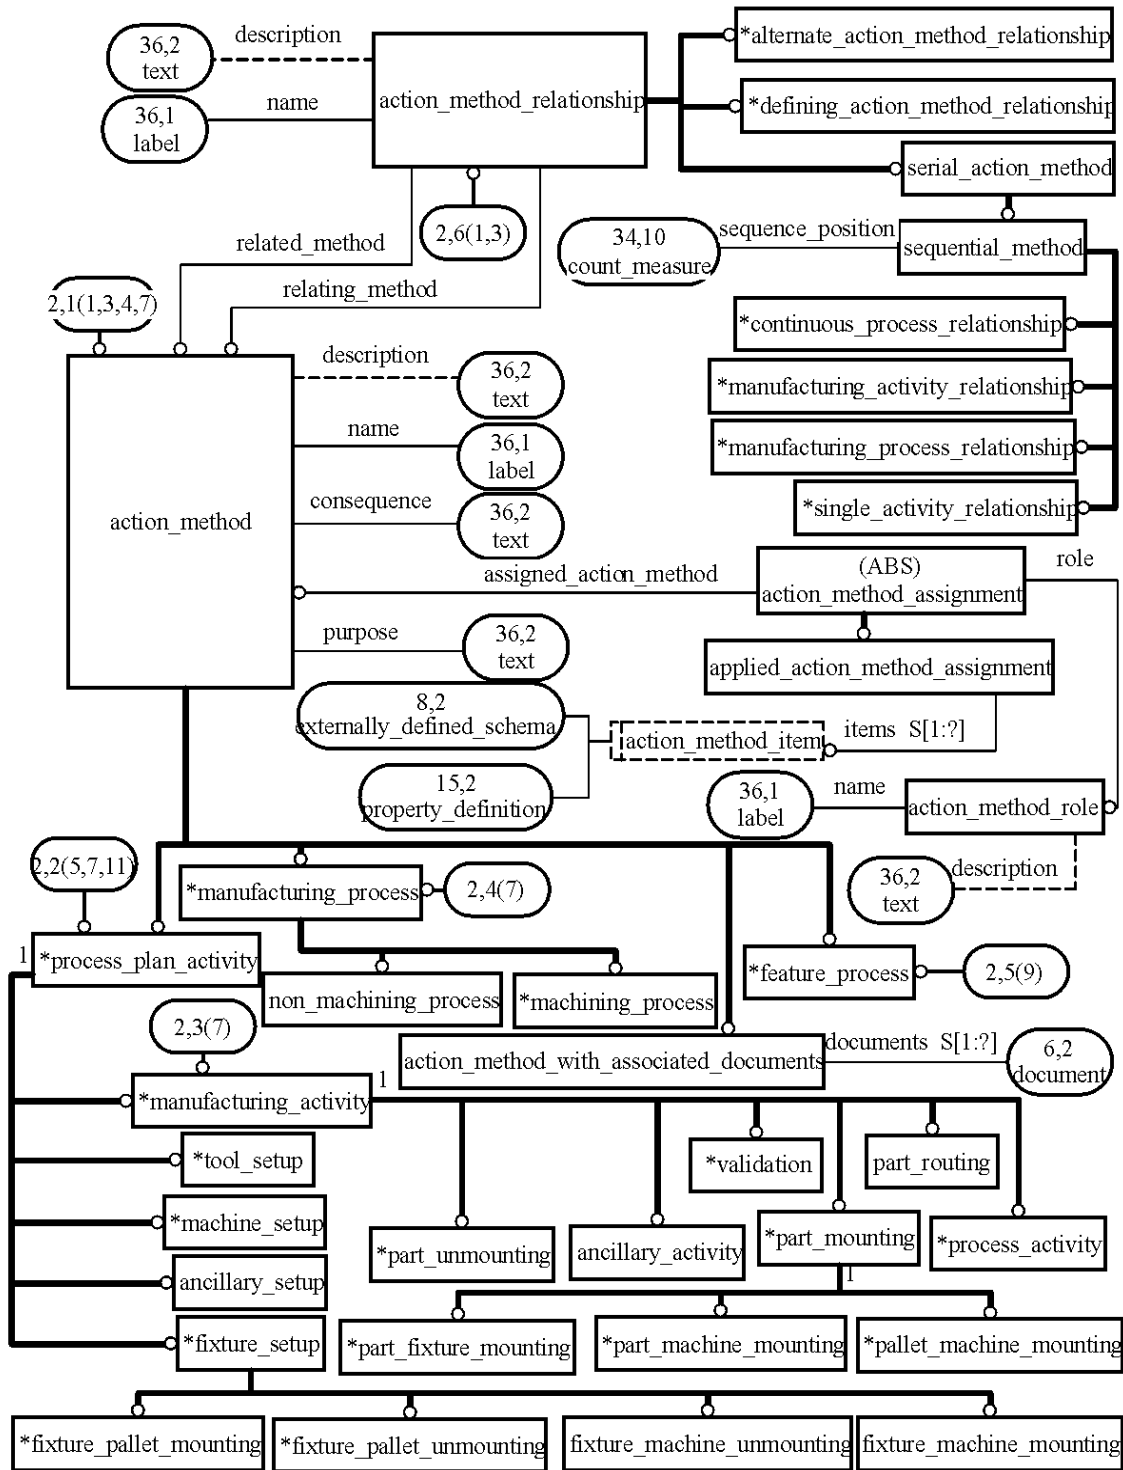 description
36,2
text
name
36,1
label
action_method_relationship
*alternate_action_method_relationship
*defining_action_method_relationship
serial_action_method
2,6(1,3)
related_method
relating_method
34,10
count_measure
sequence_position
sequential_method
2,1(1,3,4,7)
*continuous_process_relationship
*manufacturing_activity_relationship
*manufacturing_process_relationship
*single_activity_relationship
action_method
description
36,2
text
name
36,1
label
consequence
36,2
text
assigned_action_method
(ABS)
action_method_assignment
role
purpose
36,2
text
applied_action_method_assignment
8,2
externally_defined_schema
action_method_item
items S[1:?]
15,2
property_definition
36,1
label
name
action_method_role
description
36,2
text
2,2(5,7,11)
*manufacturing_process
2,4(7)
1
*process_plan_activity
non_machining_process
*machining_process
*feature_process
2,5(9)
2,3(7)
action_method_with_associated_documents
documents S[1:?]
6,2
document
*manufacturing_activity
1
*tool_setup
*machine_setup
ancillary_setup
*fixture_setup
*validation
part_routing
*part_unmounting
ancillary_activity
*part_mounting
*process_activity
1
*part_fixture_mounting
*part_machine_mounting
*pallet_machine_mounting
*fixture_pallet_mounting
*fixture_pallet_unmounting
fixture_machine_unmounting
fixture_machine_mounting